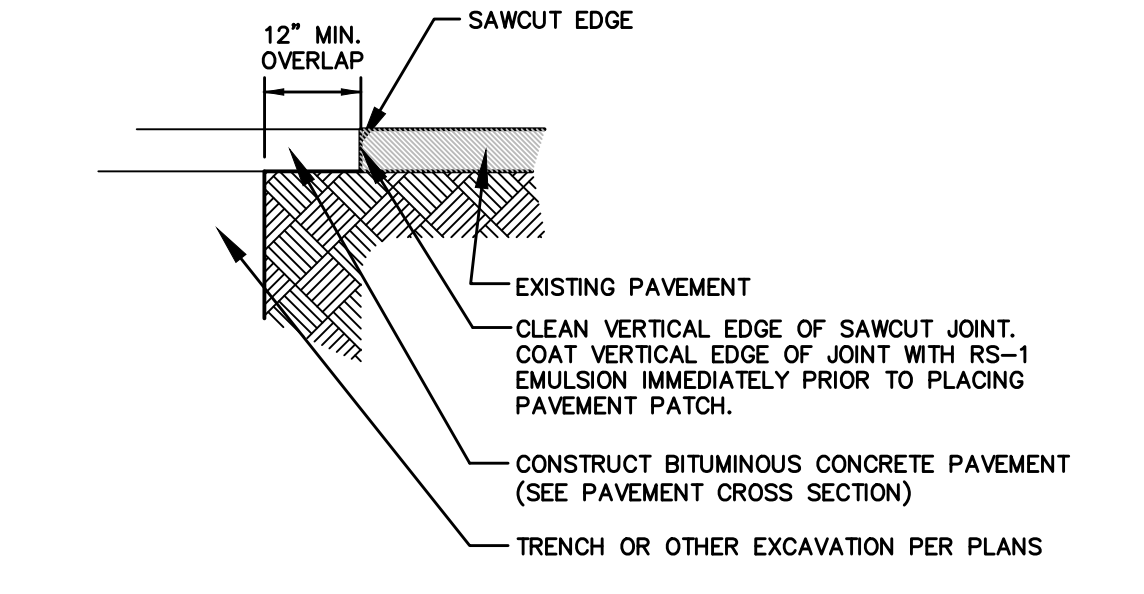 SAWCUT EDGE
12” MIN.
OVERLAP
EXISTING PAVEMENT
CLEAN VERTICAL EDGE OF SAWCUT JOINT.
COAT VERTICAL EDGE OF JOINT WITH RS-1
EMULSION IMMEDIATELY PRIOR TO PLACING
PAVEMENT PATCH.
CONSTRUCT BITUMINOUS CONCRETE PAVEMENT
(SEE PAVEMENT CROSS SECTION)
TRENCH OR OTHER EXCAVATION PER PLANS